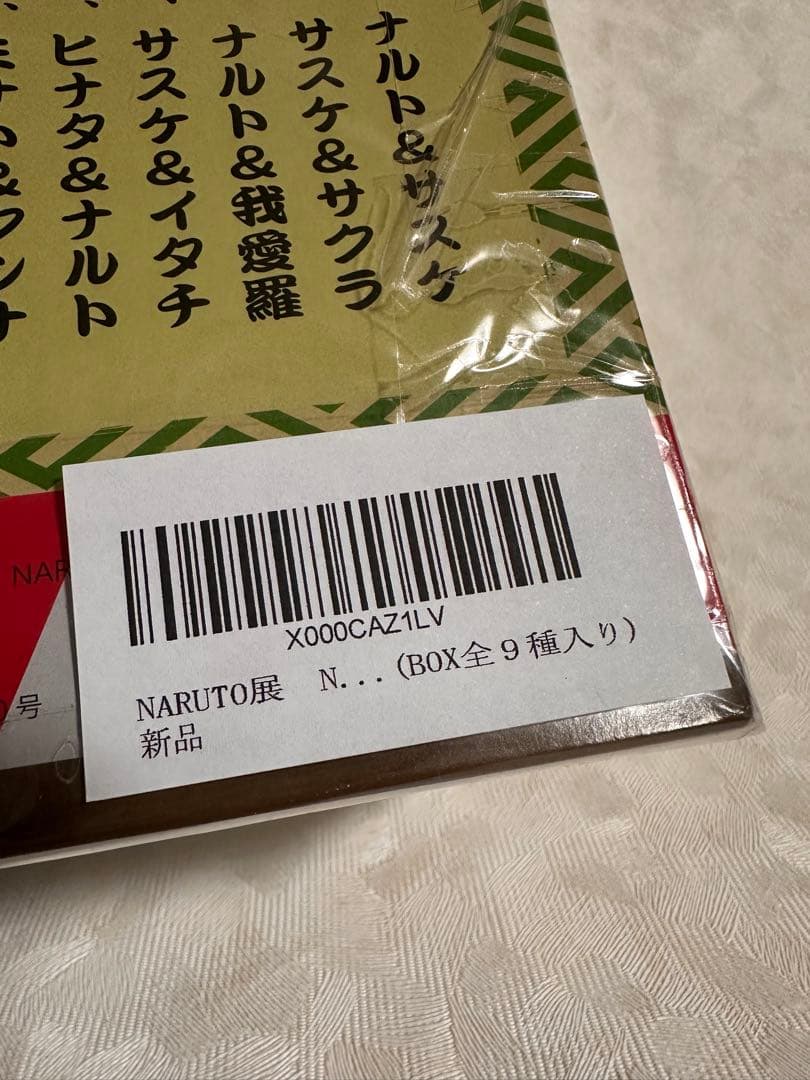 ナルト&サスケ
サスケ&サクラ
ナルト&我愛羅
サスケ&イタチ
ヒナタ&ナルト
NAR
号
X000CAZ1LV
NARUTO展 N...(BOX全９種入り)
新品